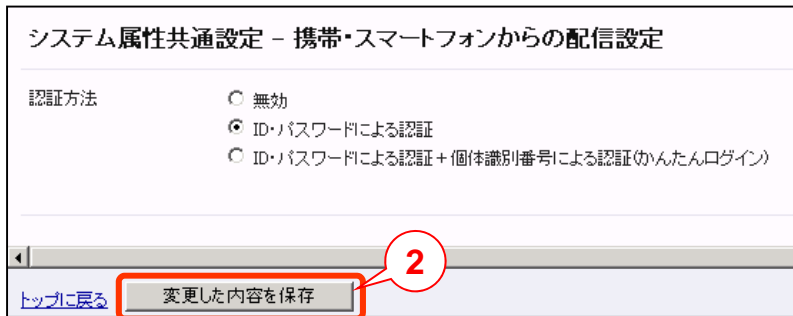 システム属性共通設定 – 携帯・スマートフォンからの配信設定
認証方法
無効
ID・パスワードによる認証
ID・パスワードによる認証+個体識別番号による認証(かんたんログイン)
2
トップに戻る 変更した内容を保存